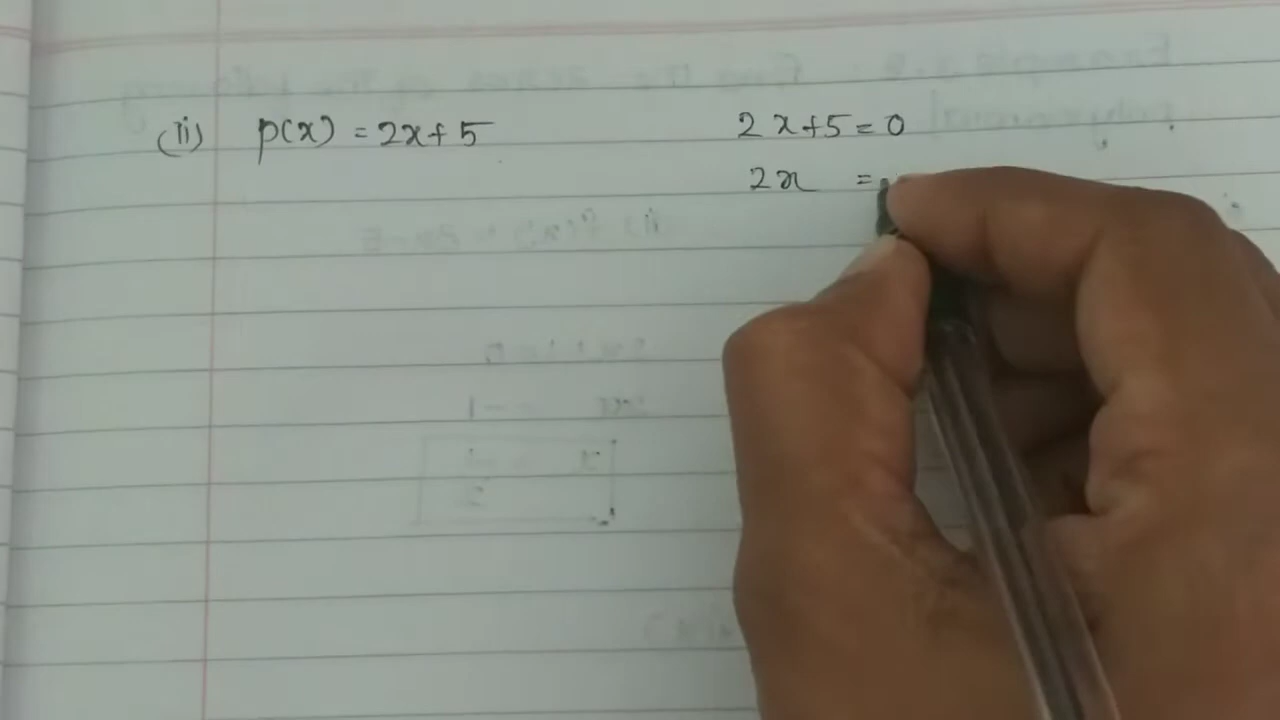 (ii) p(x) = 2x+5
2x+5=0
2x =